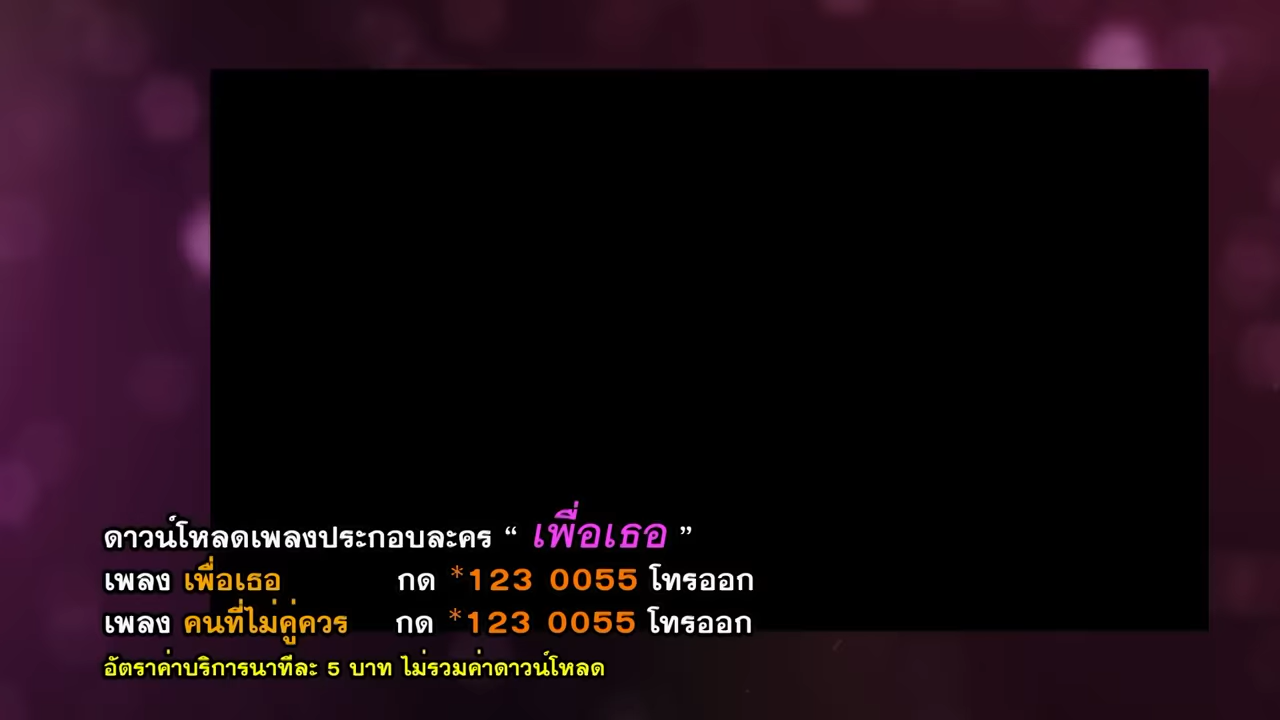 ดาวน์โหลดเพลงประกอบละคร “ เพื่อเธอ ”
เพลง เพื่อเธอ กด *123 0055 โทรออก
เพลง คนที่ไม่คู่ควร กด *123 0055 โทรออก
อัตราค่าบริการนาทีละ 5 บาท ไม่รวมค่าดาวน์โหลด